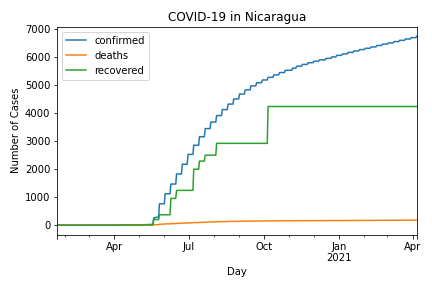 COVID-19 in Nicaragua
confirmed
deaths
recovered
Number of Cases
7000
6000
5000
4000
3000
2000
1000
0
Apr
Jul
Oct
Jan
2021
Apr
Day